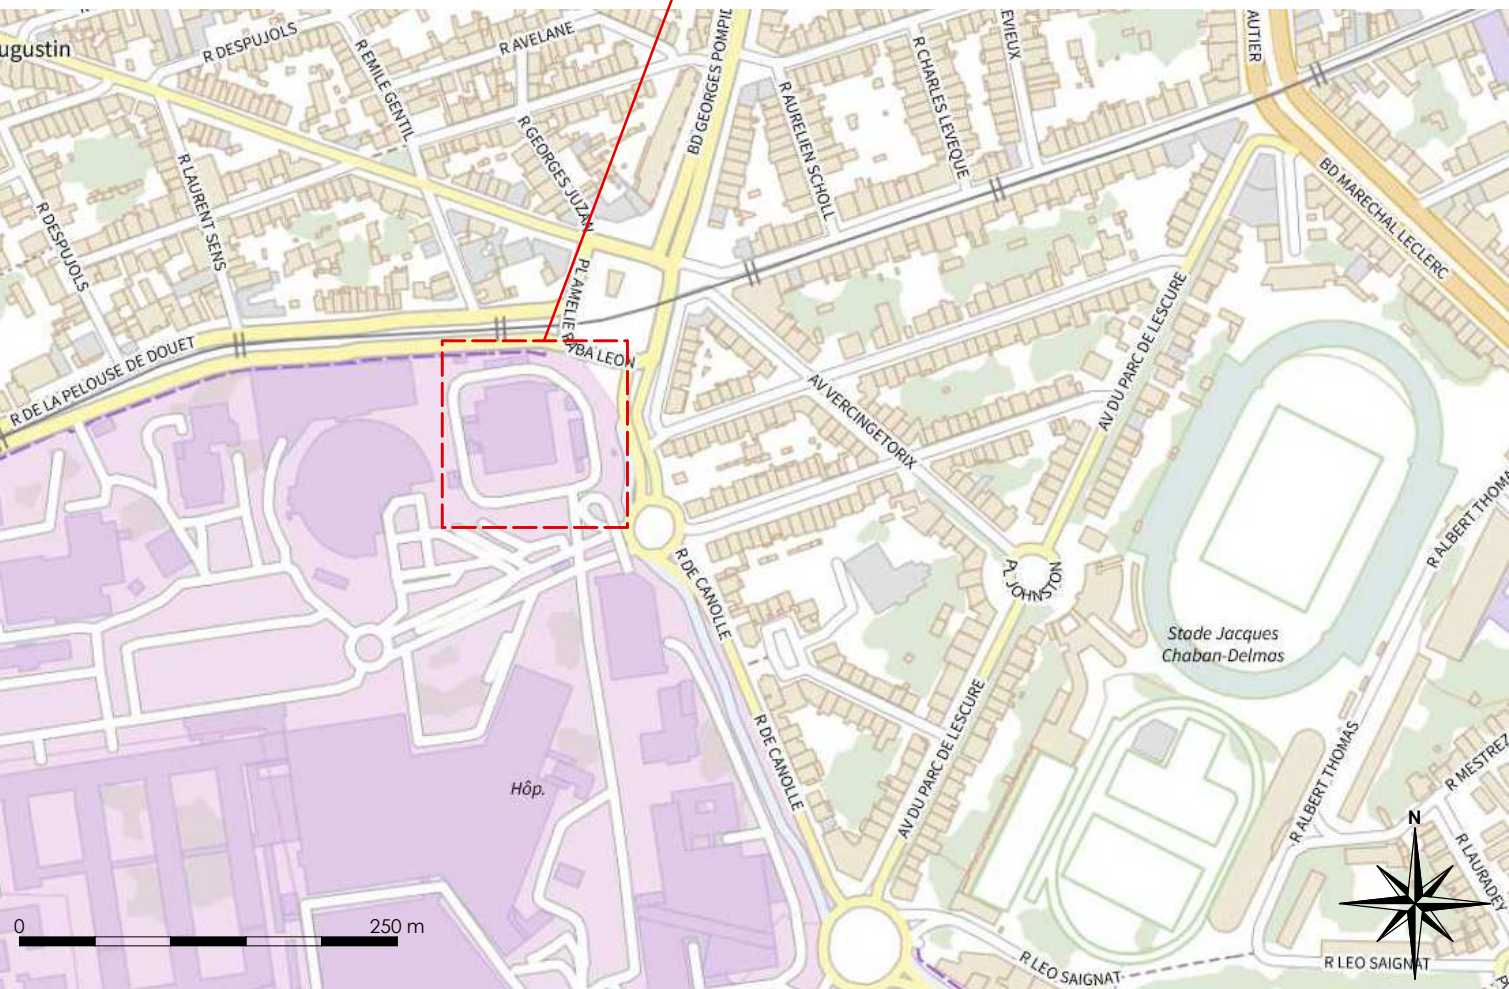 R DESPUJOLS
R EMILE GENTIL
R AVELANE
R GEORGES JUZAN
BD GEORGES POMPID
R AURELIEN SCHOLL
R CHARLES LEVEQUE
EVIEUX
AUTIER
BD MARECHAL LECLERC
ugustin
R DESPUJOLS
R LAURENT SENS
R DE LA PELOUSE DE DOUET
PL AMELIE RABA LEON
AV VERCINGETORIX
AV DU PARC DE LESCURE
PL JOHNSTON
R DE CANOLLE
R DE CANOLLE
AV DU PARC DE LESCURE
Stade Jacques
Chaban-Delmas
R ALBERT THOMA
R ALBERT THOMAS
R MESTREZ
R LAURADEY
Hôp.
R LEO SAIGNAT
R LEO SAIGNAT
N
0
250 m